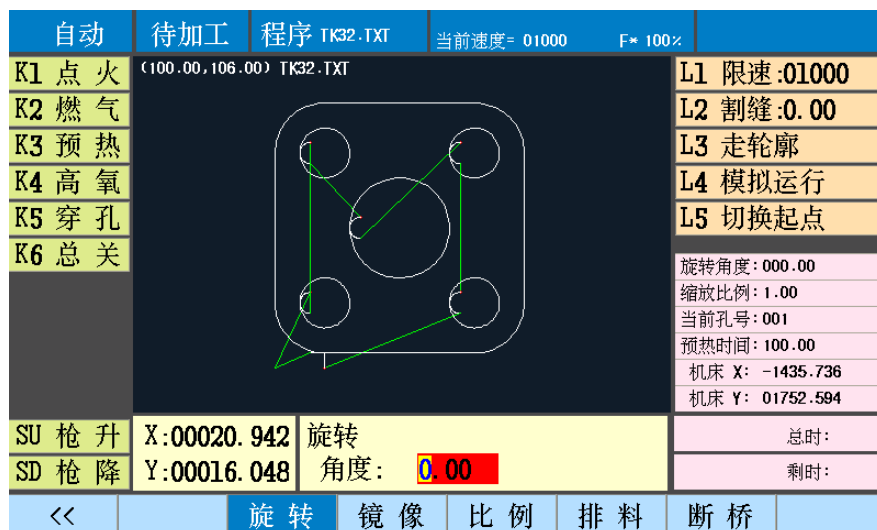 自动 待加工 程序 TK32.TXT 当前速度= 01000 F* 100%
K1 点 火
K2 燃 气
K3 预 热
K4 高 氧
K5 穿 孔
K6 总 关
(100.00,106.00) TK32.TXT
L1 限速:01000
L2 割缝:0.00
L3 走轮廓
L4 模拟运行
L5 切换起点
旋转角度:000.00
缩放比例:1.00
当前孔号:001
预热时间:100.00
机床 X: -1435.736
机床 Y: 01752.594
SU 枪 升
SD 枪 降
X:00020.942
Y:00016.048
旋转
角度: 0.00
总时:
剩时:
<< 旋 转 镜 像 比 例 排 料 断 桥